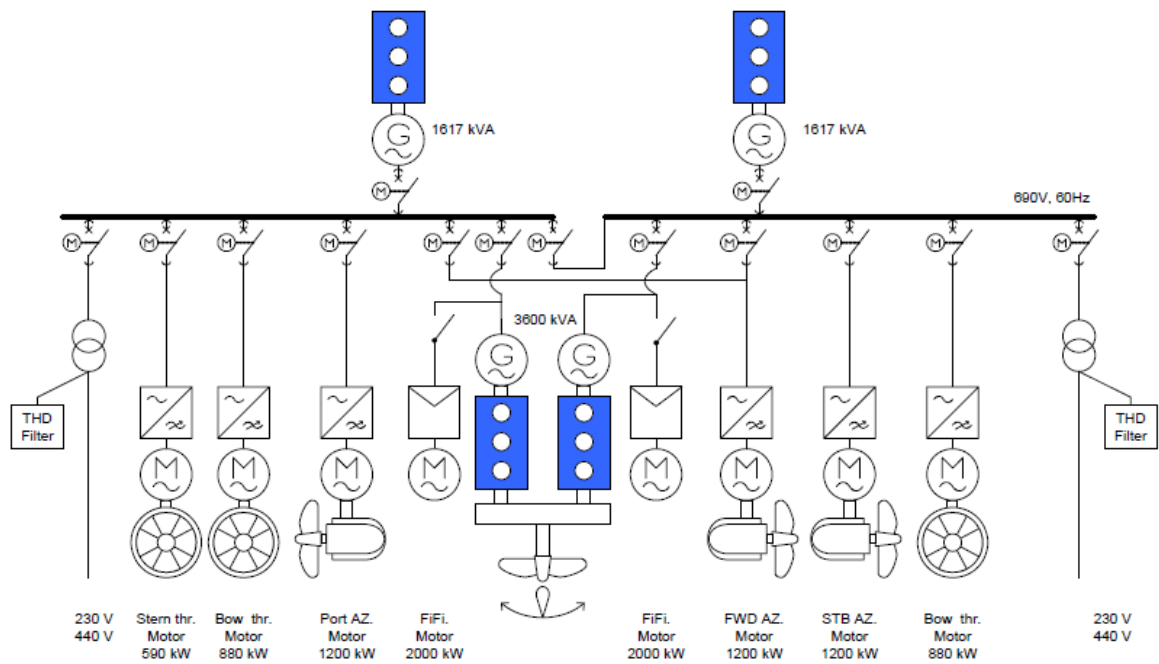 1617 kVA
1617 kVA
G
G
M
M
690V, 60Hz
M
M
M
M
M
M
M
M
M
M
M
M
3600 kVA
G
G
THD
Filter
THD
Filter
M
M
M
M
M
M
M
M
230 V
440 V
Stern thr.
Motor
590 kW
Bow thr.
Motor
880 kW
Port AZ.
Motor
1200 kW
FiFi.
Motor
2000 kW
FiFi.
Motor
2000 kW
FWD AZ.
Motor
1200 kW
STB AZ.
Motor
1200 kW
Bow thr.
Motor
880 kW
230 V
440 V